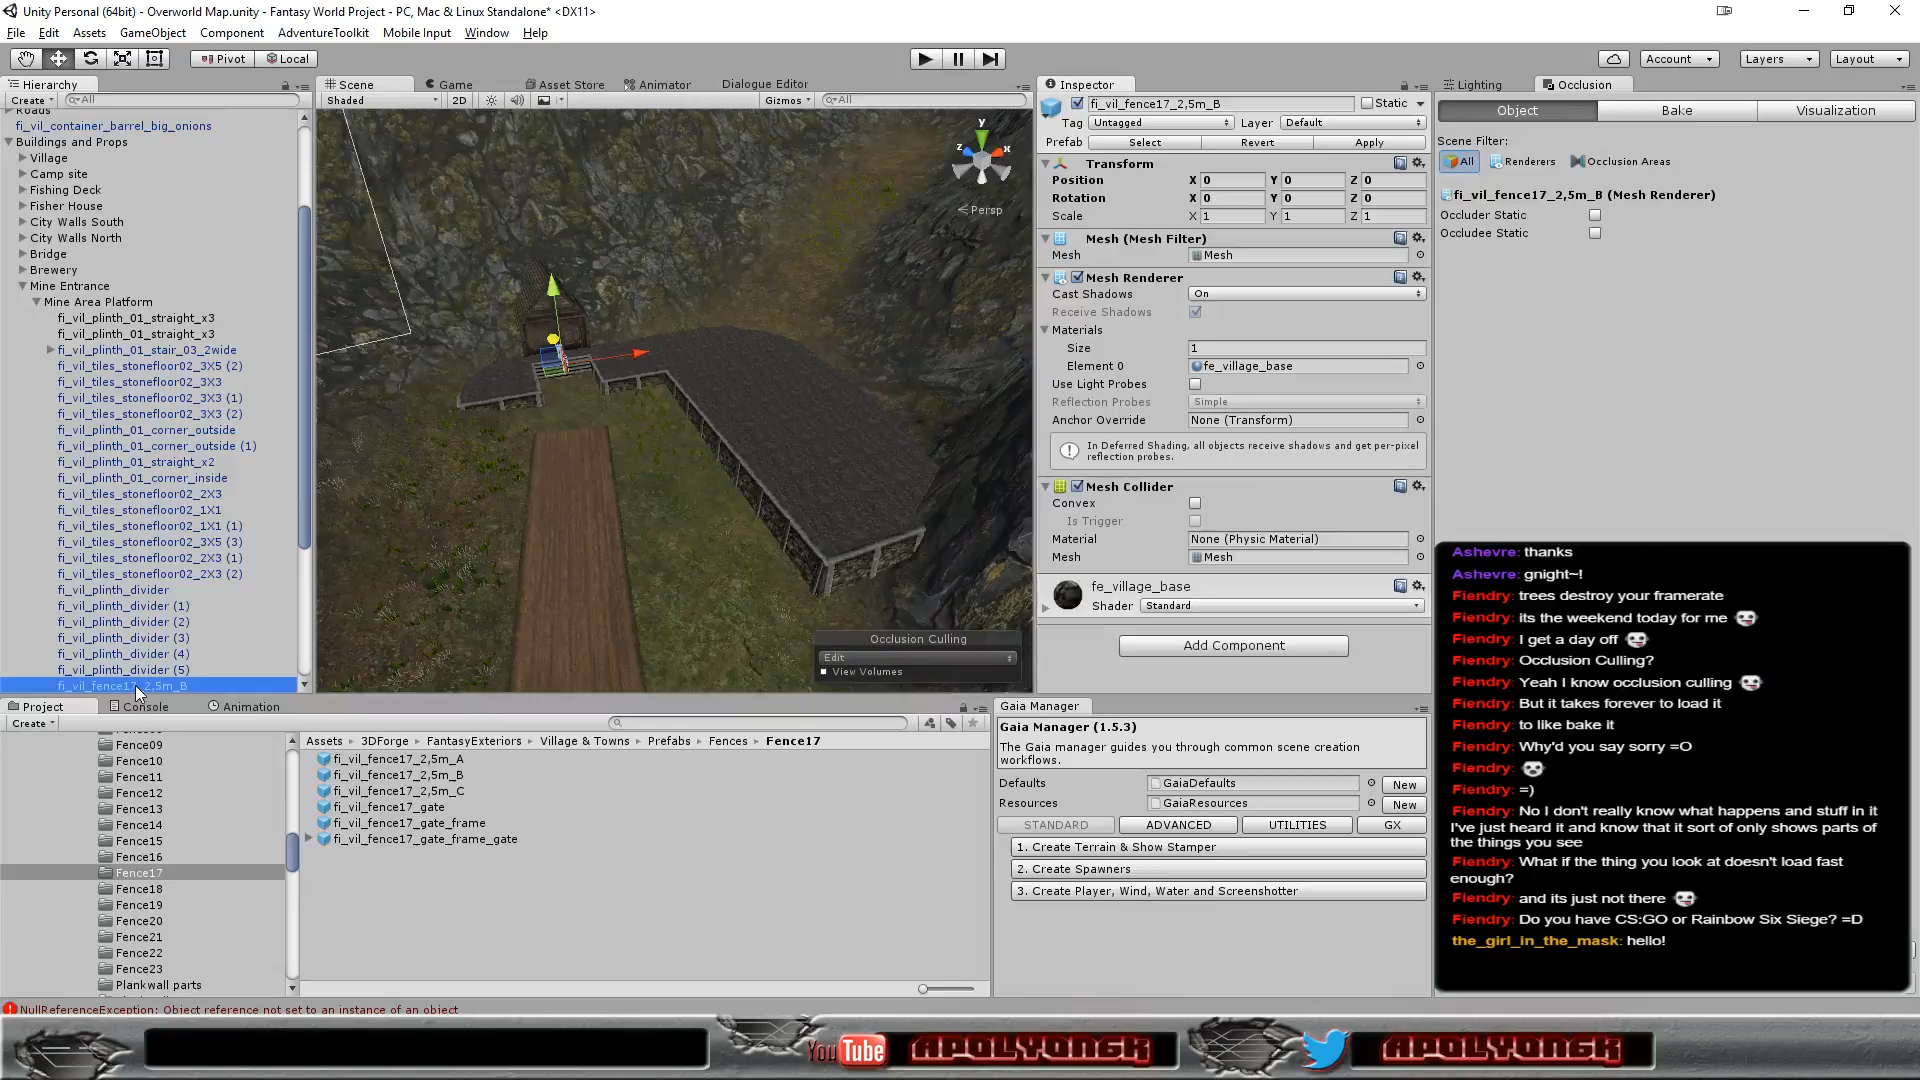 Unity Personal (64bit) - Overworld Map.unity - Fantasy World Project - PC, Mac & Linux Standalone* <DX11>
File Edit Assets GameObject Component AdventureToolkit Mobile Input Window Help
Pivot Local Account Layers Layout
Hierarchy
Create All
Roads
fi_vil_container_barrel_big_onions
Buildings and Props
Village
Camp site
Fishing Deck
Fisher House
City Walls South
City Walls North
Bridge
Brewery
Mine Entrance
Mine Area Platform
fi_vil_plinth_01_straight_x3
fi_vil_plinth_01_straight_x3
fi_vil_plinth_01_stair_03_2wide
fi_vil_tiles_stonefloor02_3X5 (2)
fi_vil_tiles_stonefloor02_3X3
fi_vil_tiles_stonefloor02_3X3 (1)
fi_vil_tiles_stonefloor02_3X3 (2)
fi_vil_plinth_01_corner_outside
fi_vil_plinth_01_corner_outside (1)
fi_vil_plinth_01_straight_x2
fi_vil_plinth_01_corner_inside
fi_vil_tiles_stonefloor02_2X3
fi_vil_tiles_stonefloor02_1X1
fi_vil_tiles_stonefloor02_1X1 (1)
fi_vil_tiles_stonefloor02_3X5 (3)
fi_vil_tiles_stonefloor02_2X3 (1)
fi_vil_tiles_stonefloor02_2X3 (2)
fi_vil_plinth_divider
fi_vil_plinth_divider (1)
fi_vil_plinth_divider (2)
fi_vil_plinth_divider (3)
fi_vil_plinth_divider (4)
fi_vil_plinth_divider (5)
fi_vil_fence17_2,5m_B
Scene Game Asset Store Animator Dialogue Editor
Shaded 2D Gizmos All
y
z x
Persp
Occlusion Culling
Edit
View Volumes
Inspector
fi_vil_fence17_2,5m_B Static
Tag Untagged Layer Default
Prefab Select Revert Apply
Transform
Position X 0 Y 0 Z 0
Rotation X 0 Y 0 Z 0
Scale X 1 Y 1 Z 1
Mesh (Mesh Filter)
Mesh Mesh
Mesh Renderer
Cast Shadows On
Receive Shadows
Materials
Size 1
Element 0 fe_village_base
Use Light Probes
Reflection Probes Simple
Anchor Override None (Transform)
In Deferred Shading, all objects receive shadows and get per-pixel
reflection probes.
Mesh Collider
Convex
Is Trigger
Material None (Physic Material)
Mesh Mesh
fe_village_base
Shader Standard
Add Component
Lighting Occlusion
Object Bake Visualization
Scene Filter:
All Renderers Occlusion Areas
fi_vil_fence17_2,5m_B (Mesh Renderer)
Occluder Static
Occludee Static
Project Console Animation
Create
Fence09
Fence10
Fence11
Fence12
Fence13
Fence14
Fence15
Fence16
Fence17
Fence18
Fence19
Fence20
Fence21
Fence22
Fence23
Plankwall parts
Assets 3DForge FantasyExteriors Village & Towns Prefabs Fences Fence17
fi_vil_fence17_2,5m_A
fi_vil_fence17_2,5m_B
fi_vil_fence17_2,5m_C
fi_vil_fence17_gate
fi_vil_fence17_gate_frame
fi_vil_fence17_gate_frame_gate
Gaia Manager
Gaia Manager (1.5.3)
The Gaia manager guides you through common scene creation
workflows.
Defaults GaiaDefaults New
Resources GaiaResources New
STANDARD ADVANCED UTILITIES GX
1. Create Terrain & Show Stamper
2. Create Spawners
3. Create Player, Wind, Water and Screenshotter
Ashevre: thanks
Ashevre: gnight~!
Fiendry: trees destroy your framerate
Fiendry: its the weekend today for me
Fiendry: I get a day off
Fiendry: Occlusion Culling?
Fiendry: Yeah I know occlusion culling
Fiendry: But it takes forever to load it
Fiendry: to like bake it
Fiendry: Why'd you say sorry =O
Fiendry:
Fiendry: =)
Fiendry: No I don't really know what happens and stuff in it
I've just heard it and know that it sort of only shows parts of
the things you see
Fiendry: What if the thing you look at doesn't load fast
enough?
Fiendry: and its just not there
Fiendry: Do you have CS:GO or Rainbow Six Siege? =D
the_girl_in_the_mask: hello!
NullReferenceException: Object reference not set to an instance of an object
YouTube APOLYONGK APOLYONGK